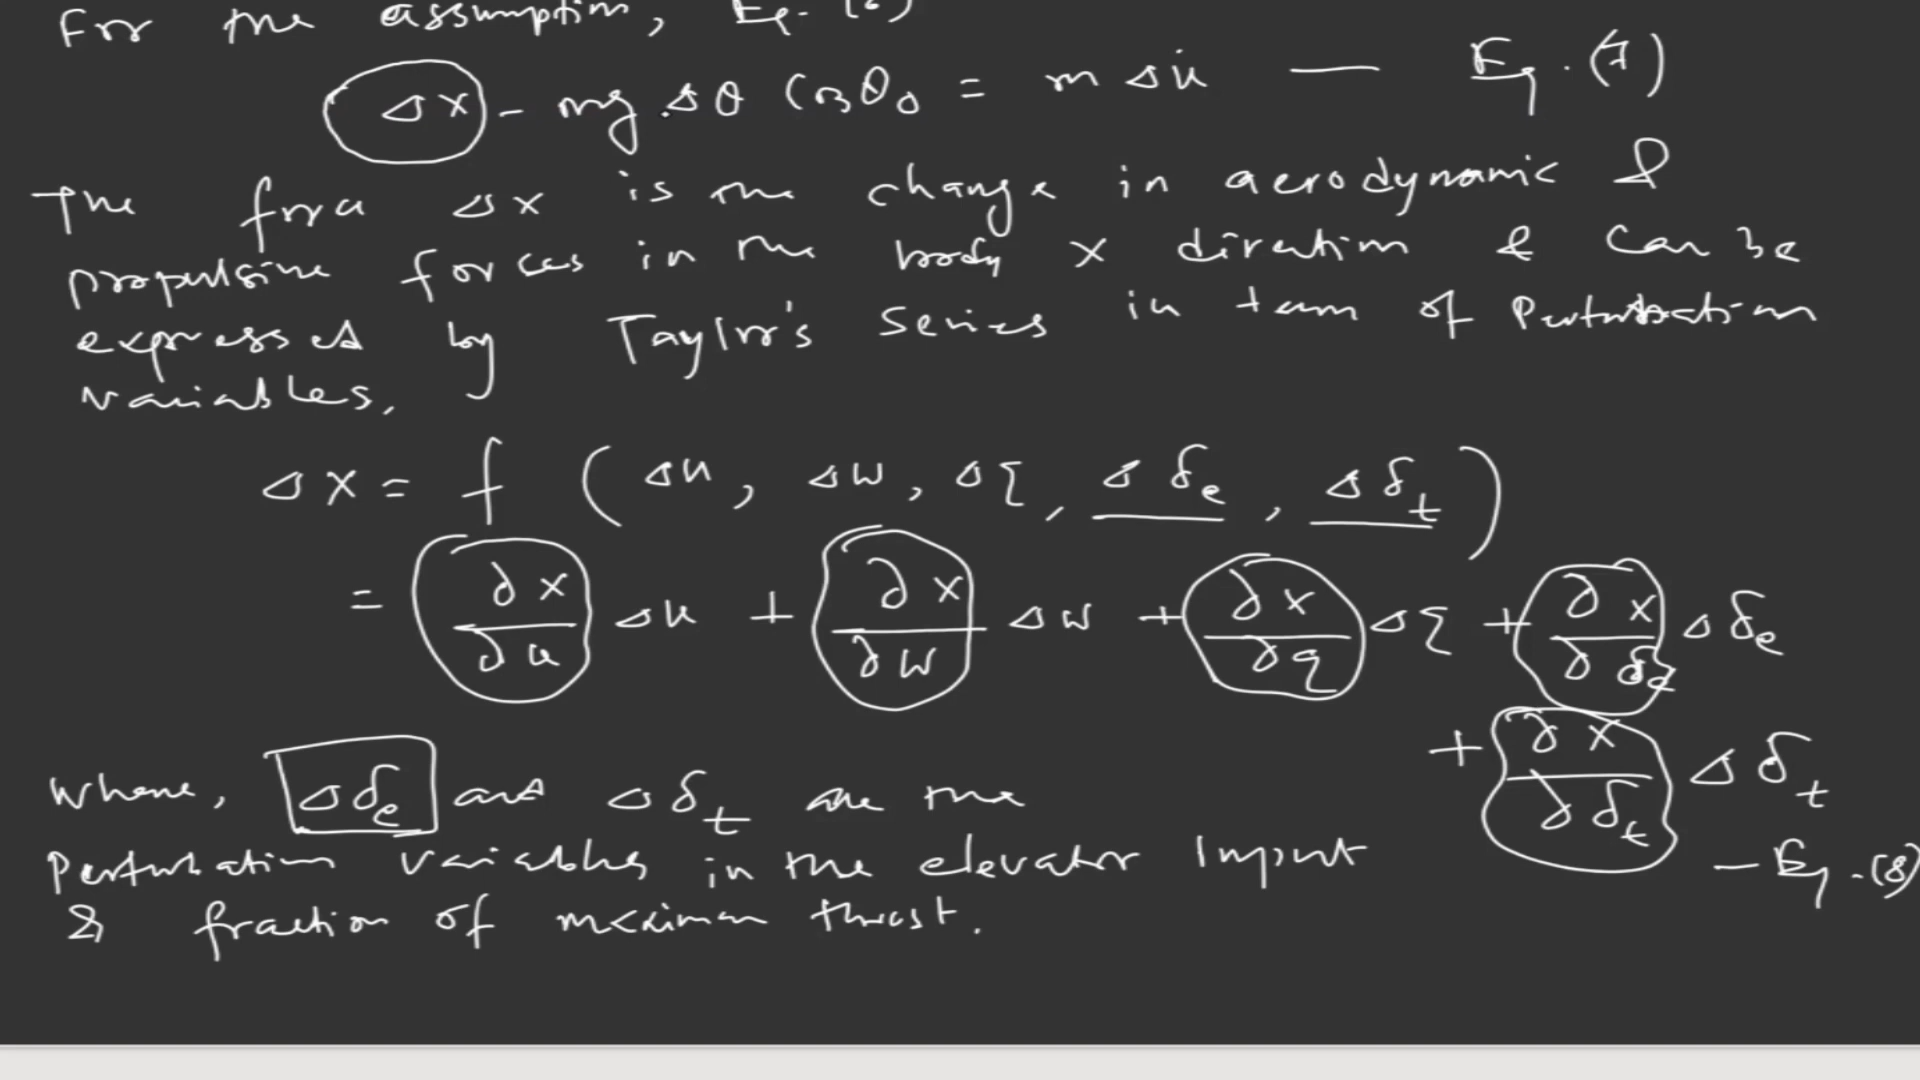 For the assumption, Eq. (6)
Δx - mg Δθ Cosθ₀ = m Δu̇ — Eq. (7)
The force Δx is the change in aerodynamic &
propulsive forces in the body x direction & can be
expressed by Taylor's series in term of Perturbation
variables,
Δx = f (Δu, Δw, Δq, Δδe, Δδt)
= ∂x/∂u Δu + ∂x/∂w Δw + ∂x/∂q Δq + ∂x/∂δe Δδe
+ ∂x/∂δt Δδt
— Eq. (8)
where, Δδe and Δδt are the
Perturbation variables in the elevator input
& fraction of maximum thrust.